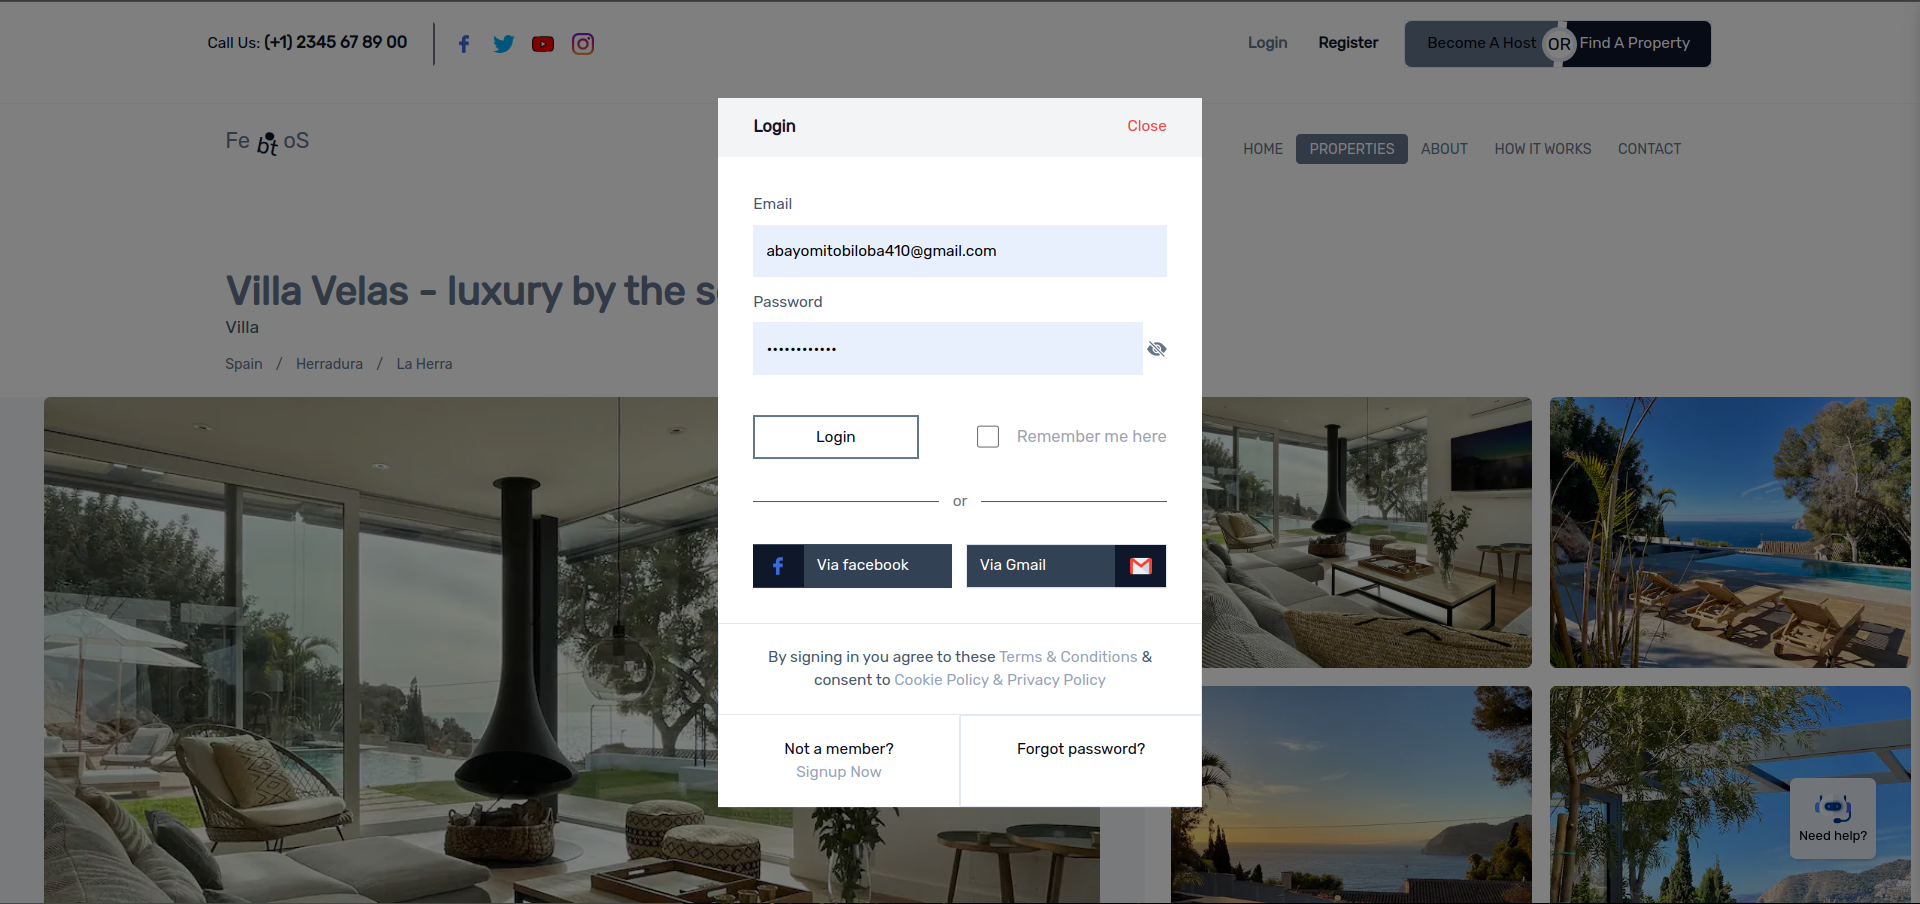 Call Us: (+1) 2345 67 89 00
Login
Register
Become A Host
OR
Find A Property
Fe bt oS
HOME
PROPERTIES
ABOUT
HOW IT WORKS
CONTACT
Villa Velas - luxury by the s
Villa
Spain / Herradura / La Herra
Login
Close
Email
abayomitobiloba410@gmail.com
Password
••••••••••••
Login
Remember me here
or
Via facebook
Via Gmail
By signing in you agree to these Terms & Conditions &
consent to Cookie Policy & Privacy Policy
Not a member?
Signup Now
Forgot password?
Need help?